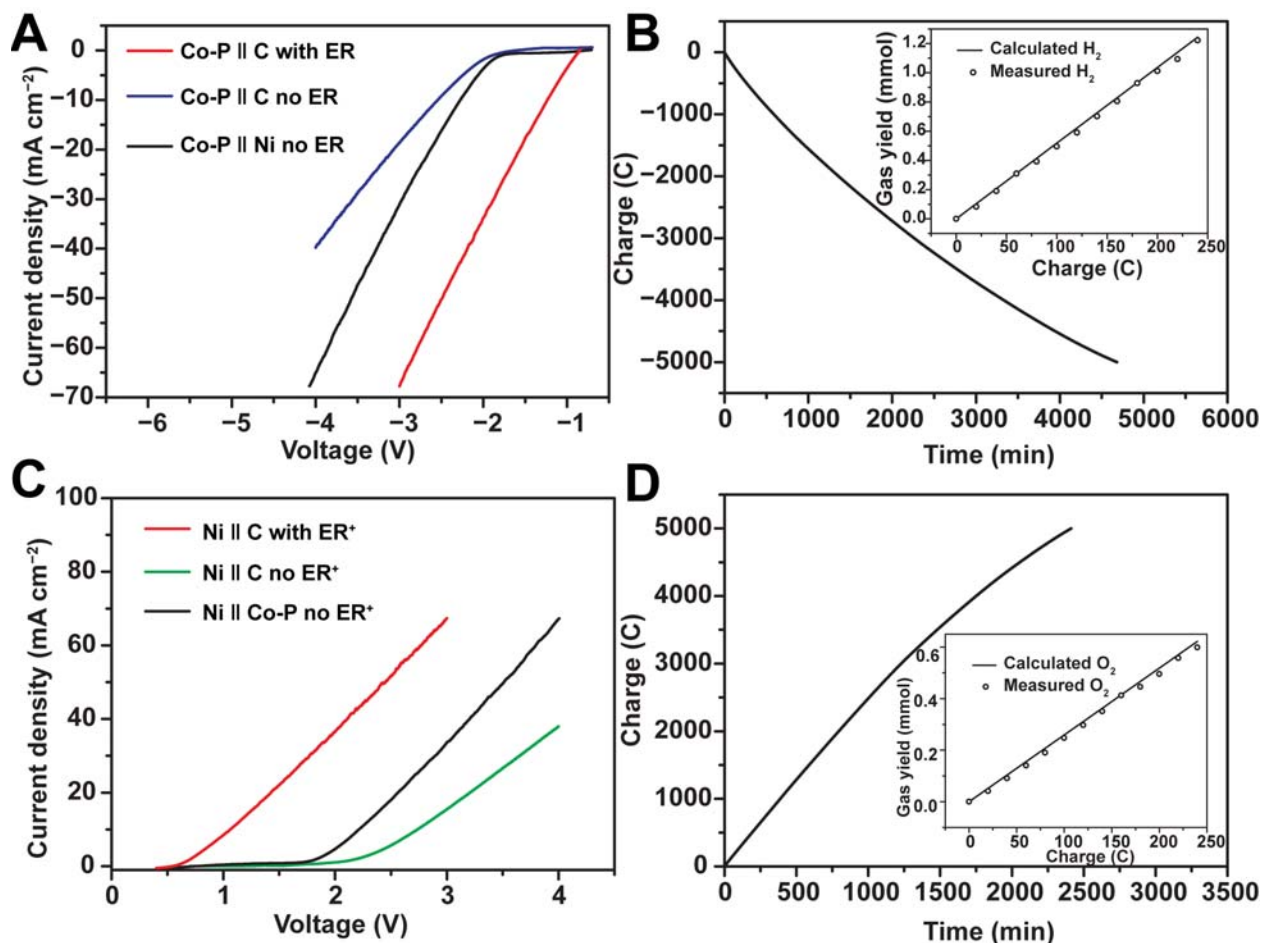 A
Co-P || C with ER
Co-P || C no ER
Co-P || Ni no ER
Current density (mA cm⁻²)
0
−10
−20
−30
−40
−50
−60
−70
−6
−5
−4
−3
−2
−1
Voltage (V)
B
Charge (C)
0
−1000
−2000
−3000
−4000
−5000
0
1000
2000
3000
4000
5000
6000
Time (min)
Calculated H₂
Measured H₂
Gas yield (mmol)
1.2
1.0
0.8
0.6
0.4
0.2
0.0
0
50
100
150
200
250
Charge (C)
C
Ni || C with ER⁺
Ni || C no ER⁺
Ni || Co-P no ER⁺
Current density (mA cm⁻²)
100
80
60
40
20
0
0
1
2
3
4
Voltage (V)
D
Charge (C)
5000
4000
3000
2000
1000
0
0
500
1000
1500
2000
2500
3000
3500
Time (min)
Calculated O₂
Measured O₂
Gas yield (mmol)
0.6
0.4
0.2
0.0
0
50
100
150
200
250
Charge (C)